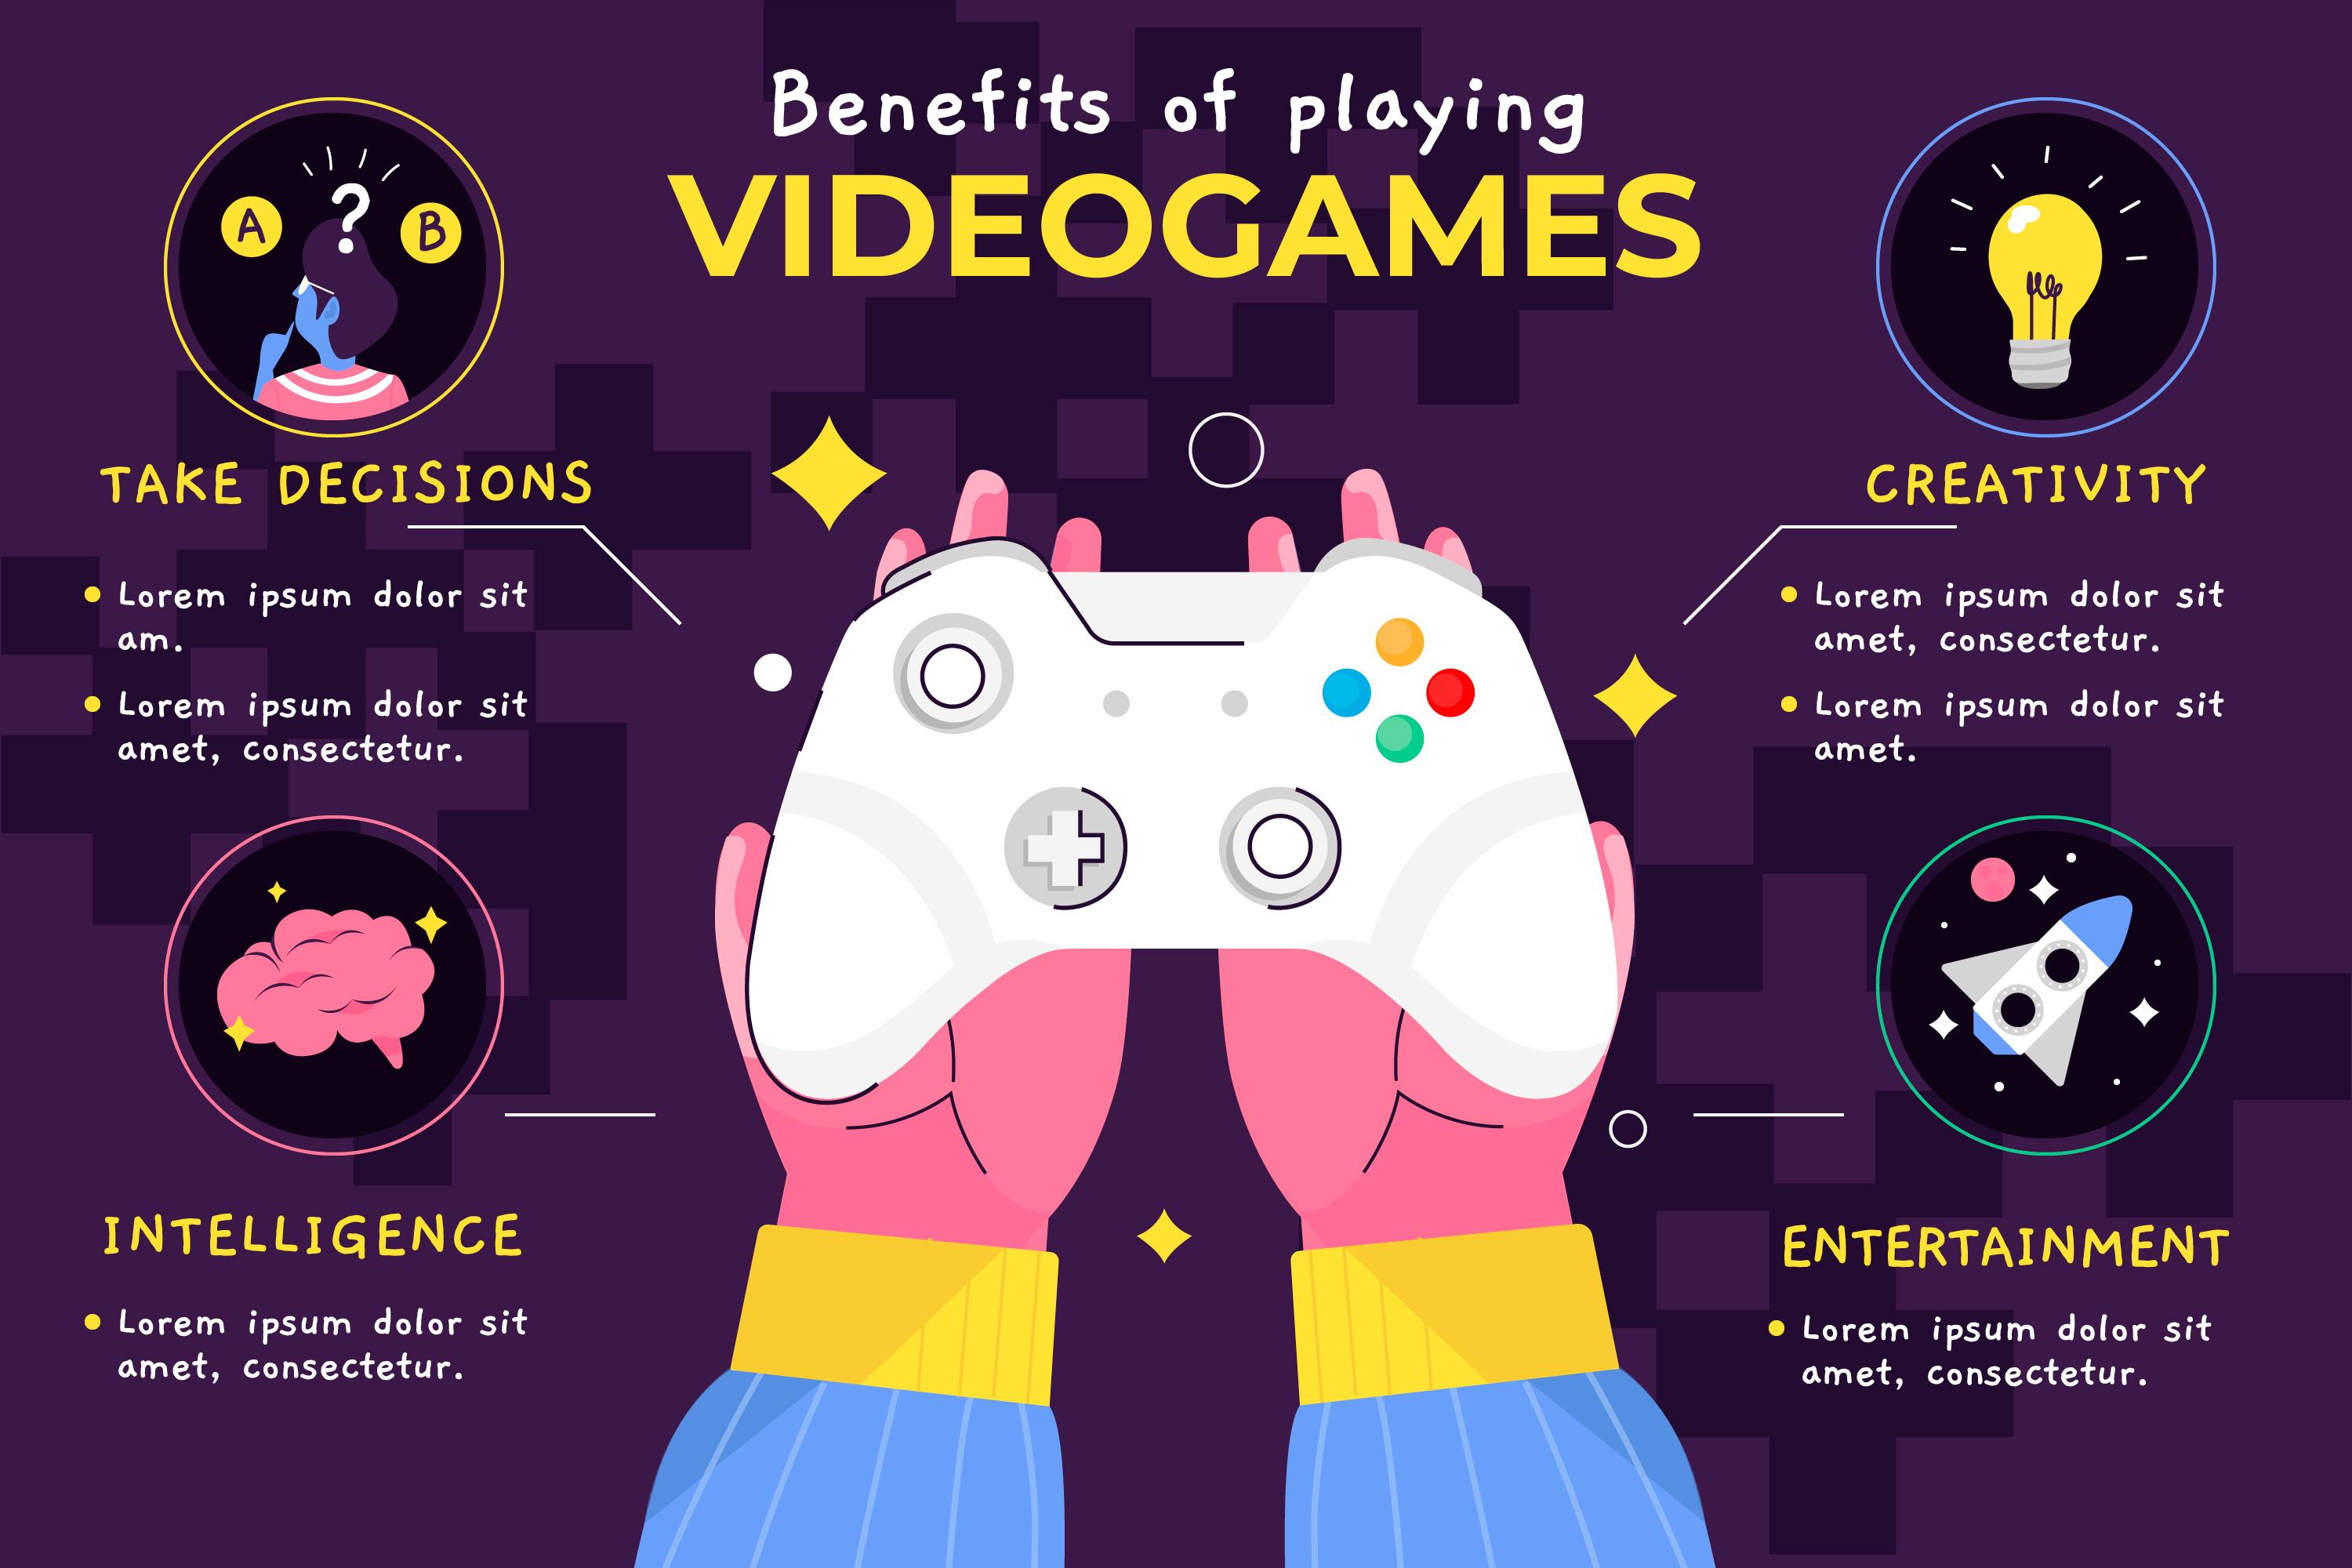 Benefits of playing
VIDEOGAMES
A ? B
TAKE DECISIONS
Lorem ipsum dolor sit
am.
Lorem ipsum dolor sit
amet, consectetur.
INTELLIGENCE
Lorem ipsum dolor sit
amet, consectetur.
CREATIVITY
Lorem ipsum dolor sit
amet, consectetur.
Lorem ipsum dolor sit
amet.
ENTERTAINMENT
Lorem ipsum dolor sit
amet, consectetur.